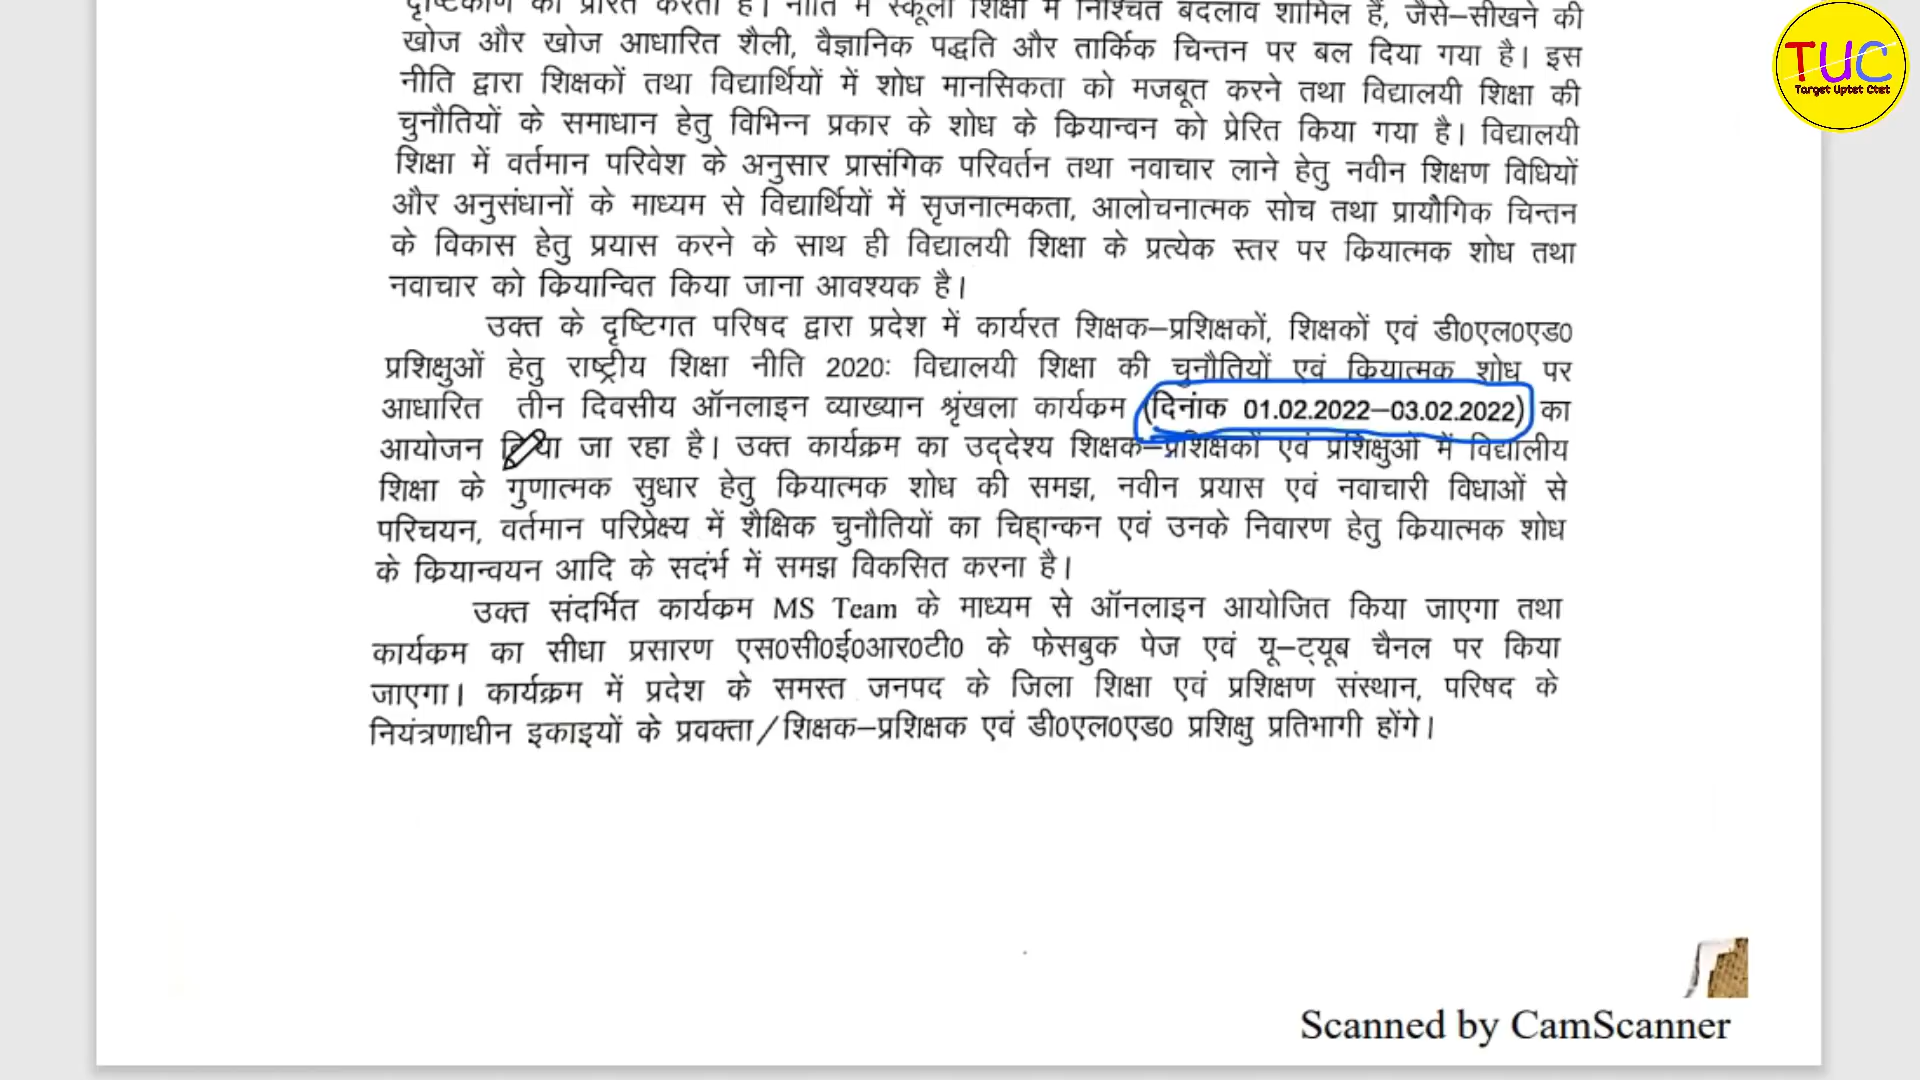 दृष्टिकोण को प्रेरित करती है। नीति में स्कूली शिक्षा में निश्चित बदलाव शामिल हैं, जैसे–सीखने की
खोज और खोज आधारित शैली, वैज्ञानिक पद्धति और तार्किक चिन्तन पर बल दिया गया है। इस
नीति द्वारा शिक्षकों तथा विद्यार्थियों में शोध मानसिकता को मजबूत करने तथा विद्यालयी शिक्षा की
चुनौतियों के समाधान हेतु विभिन्न प्रकार के शोध के कियान्वन को प्रेरित किया गया है। विद्यालयी
शिक्षा में वर्तमान परिवेश के अनुसार प्रासंगिक परिवर्तन तथा नवाचार लाने हेतु नवीन शिक्षण विधियों
और अनुसंधानों के माध्यम से विद्यार्थियों में सृजनात्मकता, आलोचनात्मक सोच तथा प्रायौगिक चिन्तन
के विकास हेतु प्रयास करने के साथ ही विद्यालयी शिक्षा के प्रत्येक स्तर पर कियात्मक शोध तथा
नवाचार को कियान्वित किया जाना आवश्यक है।
उक्त के दृष्टिगत परिषद द्वारा प्रदेश में कार्यरत शिक्षक–प्रशिक्षकों, शिक्षकों एवं डी0एल0एड0
प्रशिक्षुओं हेतु राष्ट्रीय शिक्षा नीति 2020: विद्यालयी शिक्षा की चुनौतियों एवं कियात्मक शोध पर
आधारित तीन दिवसीय ऑनलाइन व्याख्यान श्रृंखला कार्यकम (दिनांक 01.02.2022–03.02.2022) का
आयोजन किया जा रहा है। उक्त कार्यक्रम का उद्देश्य शिक्षक–प्रशिक्षकों एवं प्रशिक्षुओं में विद्यालीय
शिक्षा के गुणात्मक सुधार हेतु कियात्मक शोध की समझ, नवीन प्रयास एवं नवाचारी विधाओं से
परिचयन, वर्तमान परिप्रेक्ष्य में शैक्षिक चुनौतियों का चिह्नान्कन एवं उनके निवारण हेतु कियात्मक शोध
के कियान्वयन आदि के सदंर्भ में समझ विकसित करना है।
उक्त संदर्भित कार्यकम MS Team के माध्यम से ऑनलाइन आयोजित किया जाएगा तथा
कार्यकम का सीधा प्रसारण एस0सी0ई0आर0टी0 के फेसबुक पेज एवं यू–ट्यूब चैनल पर किया
जाएगा। कार्यक्रम में प्रदेश के समस्त जनपद के जिला शिक्षा एवं प्रशिक्षण संस्थान, परिषद के
नियंत्रणाधीन इकाइयों के प्रवक्ता/शिक्षक–प्रशिक्षक एवं डी0एल0एड0 प्रशिक्षु प्रतिभागी होंगे।
Scanned by CamScanner
TUC
Target Uptet Ctet